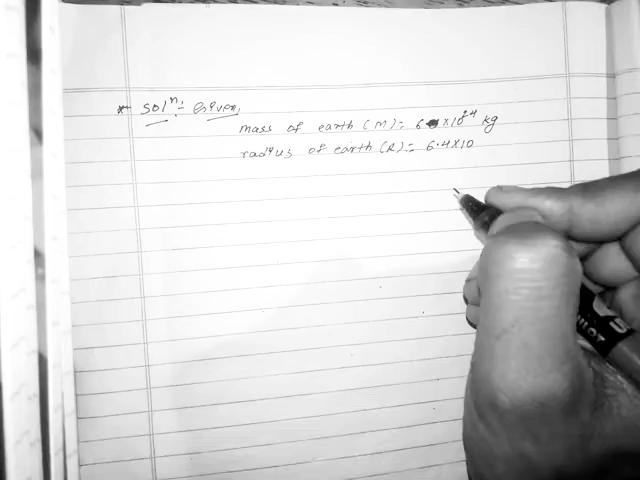 * Solⁿ:- Given,
mass of earth (M) = 6 × 10²⁴ kg
radius of earth (R) = 6.4 × 10